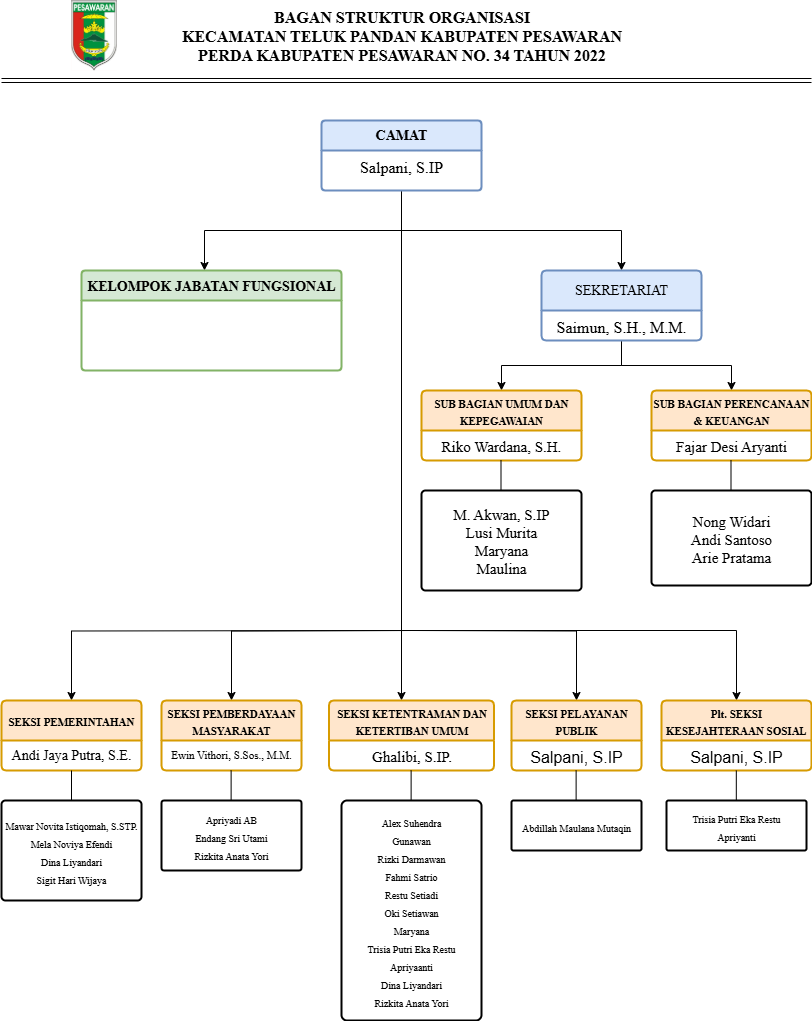 PESAWARAN
BAGAN STRUKTUR ORGANISASI
KECAMATAN TELUK PANDAN KABUPATEN PESAWARAN
PERDA KABUPATEN PESAWARAN NO. 34 TAHUN 2022
CAMAT
Salpani, S.IP
KELOMPOK JABATAN FUNGSIONAL
SEKRETARIAT
Saimun, S.H., M.M.
SUB BAGIAN UMUM DAN
KEPEGAWAIAN
Riko Wardana, S.H.
M. Akwan, S.IP
Lusi Murita
Maryana
Maulina
SUB BAGIAN PERENCANAAN
& KEUANGAN
Fajar Desi Aryanti
Nong Widari
Andi Santoso
Arie Pratama
SEKSI PEMERINTAHAN
Andi Jaya Putra, S.E.
Mawar Novita Istiqomah, S.STP.
Mela Noviya Efendi
Dina Liyandari
Sigit Hari Wijaya
SEKSI PEMBERDAYAAN
MASYARAKAT
Ewin Vithori, S.Sos., M.M.
Apriyadi AB
Endang Sri Utami
Rizkita Anata Yori
SEKSI KETENTRAMAN DAN
KETERTIBAN UMUM
Ghalibi, S.IP.
Alex Suhendra
Gunawan
Rizki Darmawan
Fahmi Satrio
Restu Setiadi
Oki Setiawan
Maryana
Trisia Putri Eka Restu
Apriyaanti
Dina Liyandari
Rizkita Anata Yori
SEKSI PELAYANAN
PUBLIK
Salpani, S.IP
Abdillah Maulana Mutaqin
Plt. SEKSI
KESEJAHTERAAN SOSIAL
Salpani, S.IP
Trisia Putri Eka Restu
Apriyanti